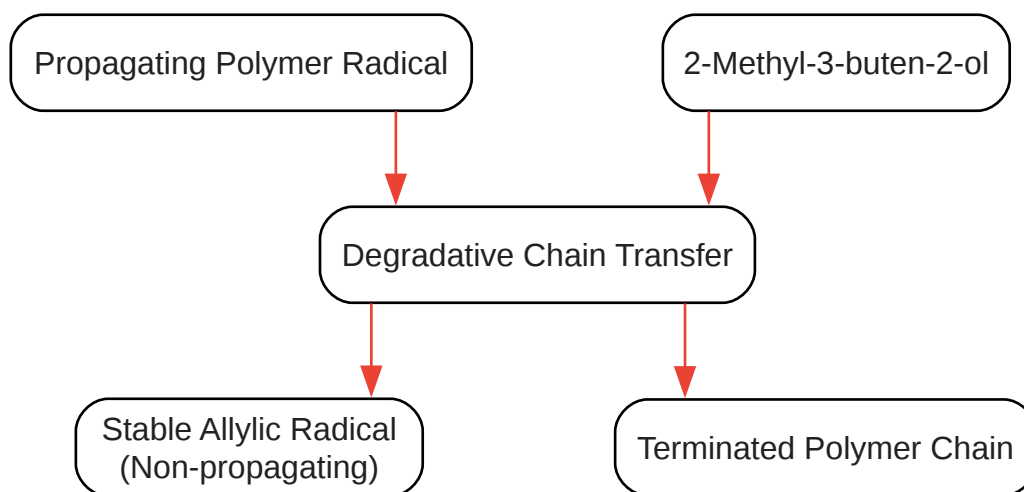 Propagating Polymer Radical
2-Methyl-3-buten-2-ol
Degradative Chain Transfer
Stable Allylic Radical
(Non-propagating)
Terminated Polymer Chain